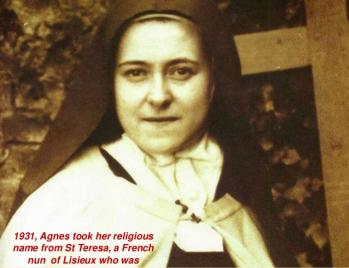 1931, Agnes took her religious
name from St Teresa, a French
nun of Lisieux who was